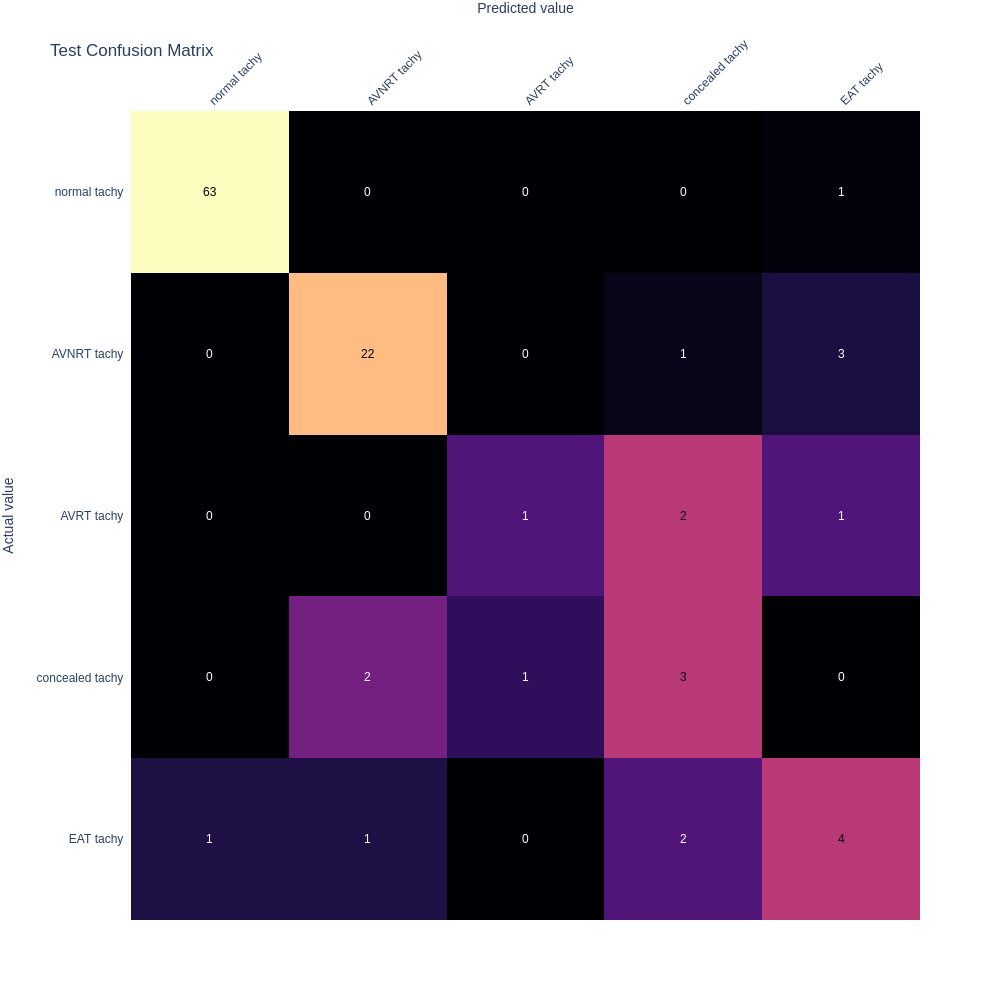 Predicted value
Test Confusion Matrix
normal tachy
AVNRT tachy
AVRT tachy
concealed tachy
EAT tachy
normal tachy 63 0 0 0 1
AVNRT tachy 0 22 0 1 3
AVRT tachy 0 0 1 2 1
Actual value
concealed tachy 0 2 1 3 0
EAT tachy 1 1 0 2 4